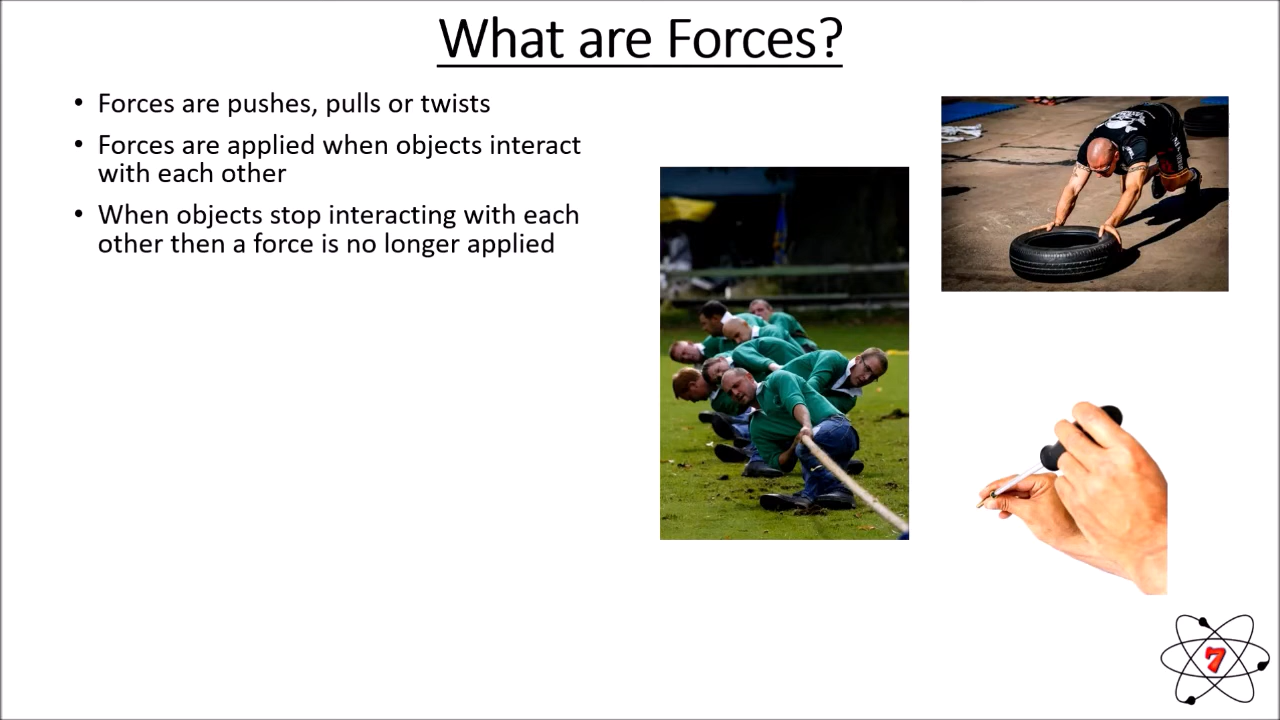 What are Forces?
• Forces are pushes, pulls or twists
• Forces are applied when objects interact
with each other
• When objects stop interacting with each
other then a force is no longer applied
7